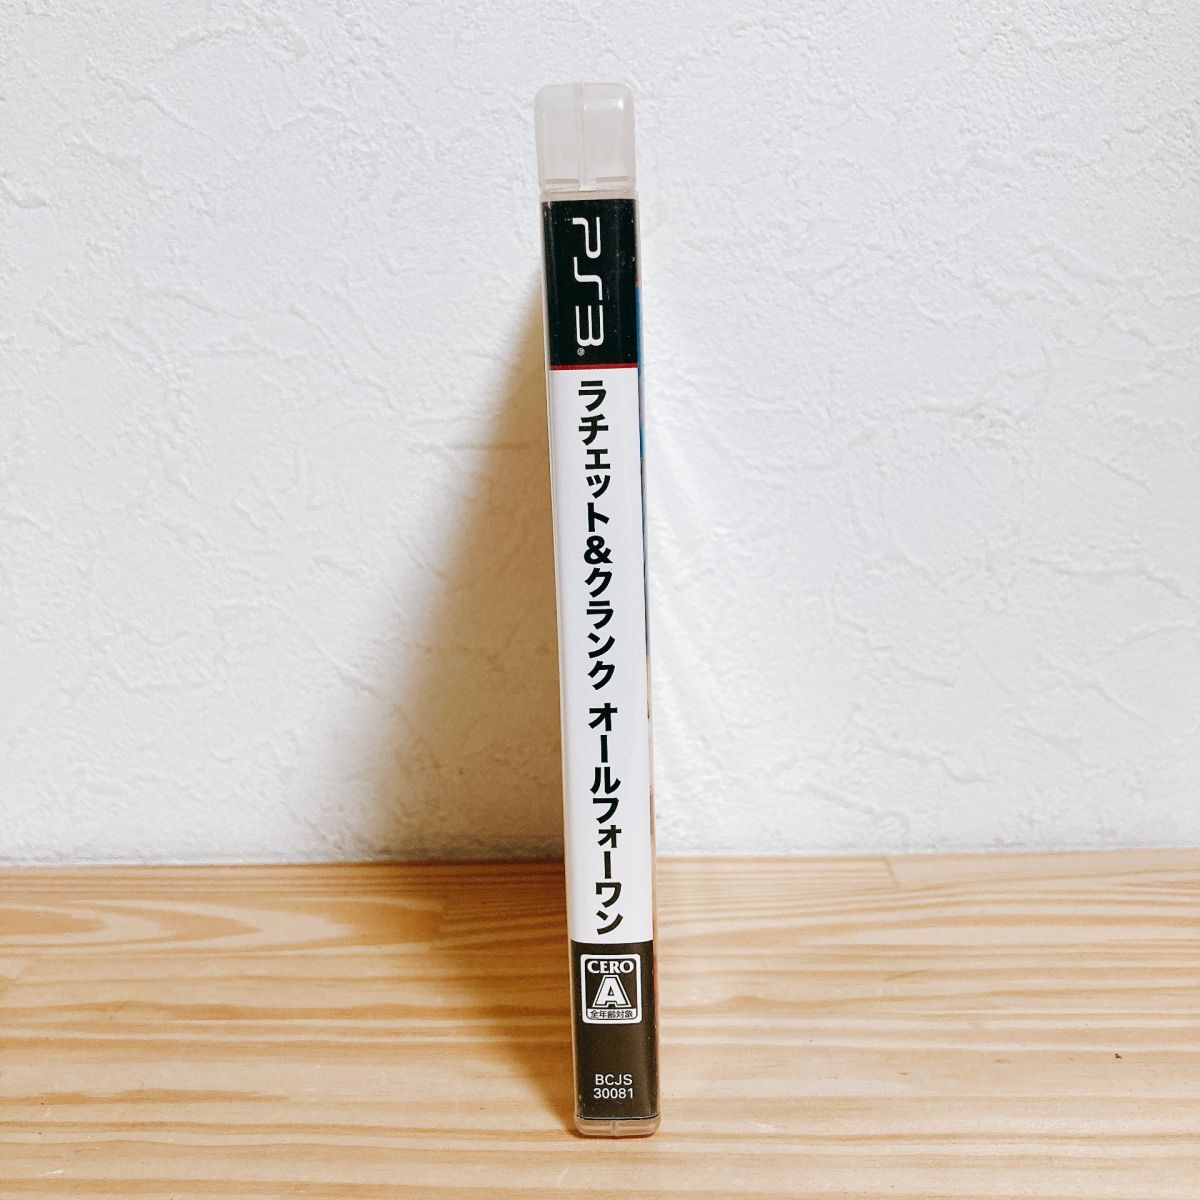 PS3®
ラチェット&クランク オールフォーワン
CERO
A
全年齢対象
BCJS
30081